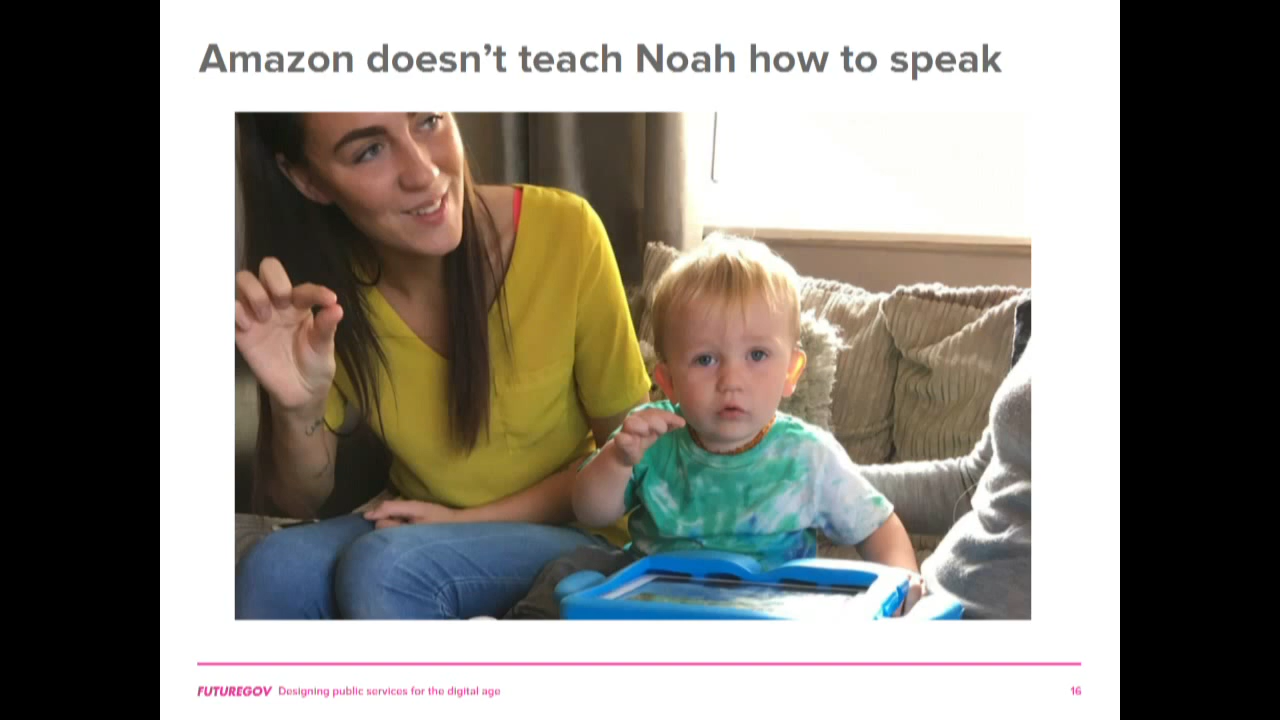 Amazon doesn’t teach Noah how to speak
FUTUREGOV Designing public services for the digital age
16